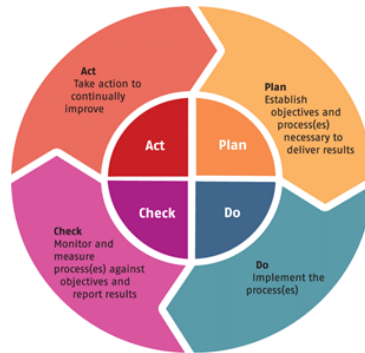 Act
Take action to
continually
improve
Plan
Establish
objectives and
process(es)
necessary to
deliver results
Act
Plan
Check
Do
Check
Monitor and
measure
process(es) against
objectives and
report results
Do
Implement the
process(es)